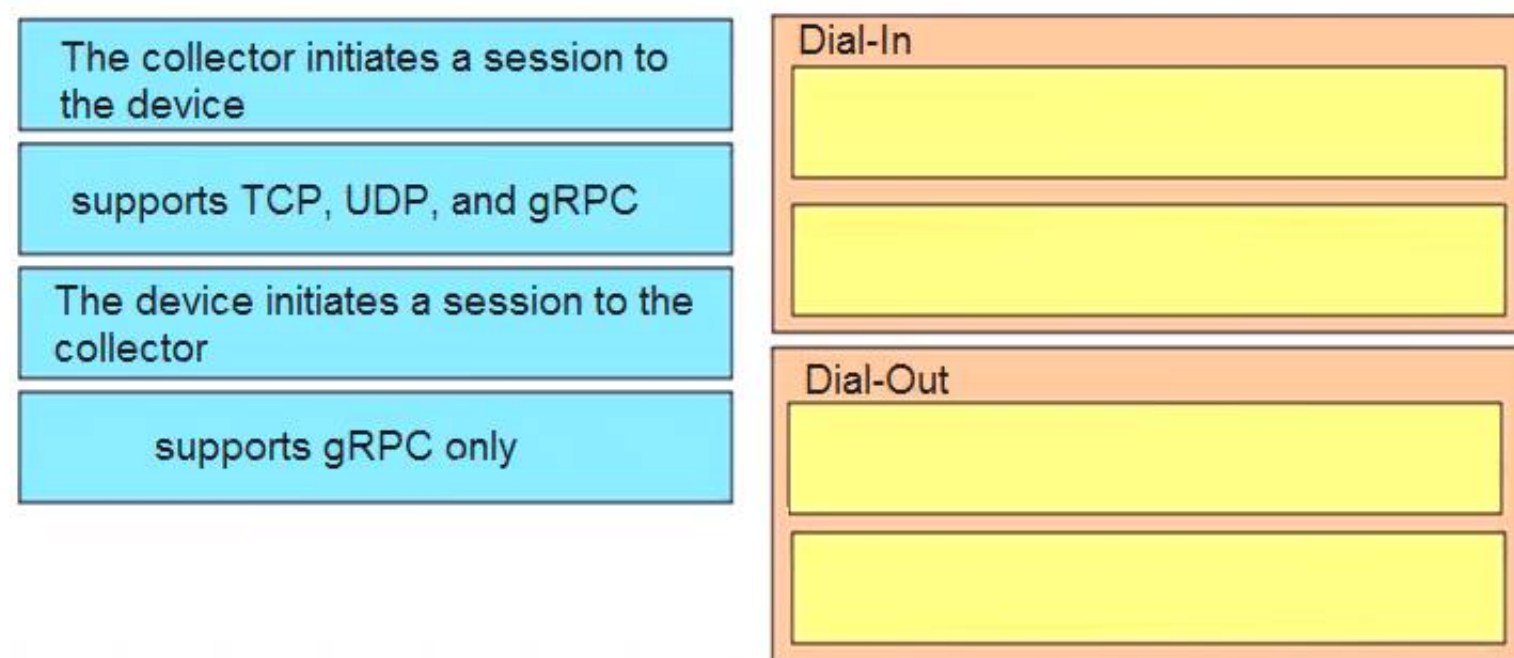 The collector initiates a session to
the device
supports TCP, UDP, and gRPC
The device initiates a session to the
collector
supports gRPC only
Dial-In
Dial-Out